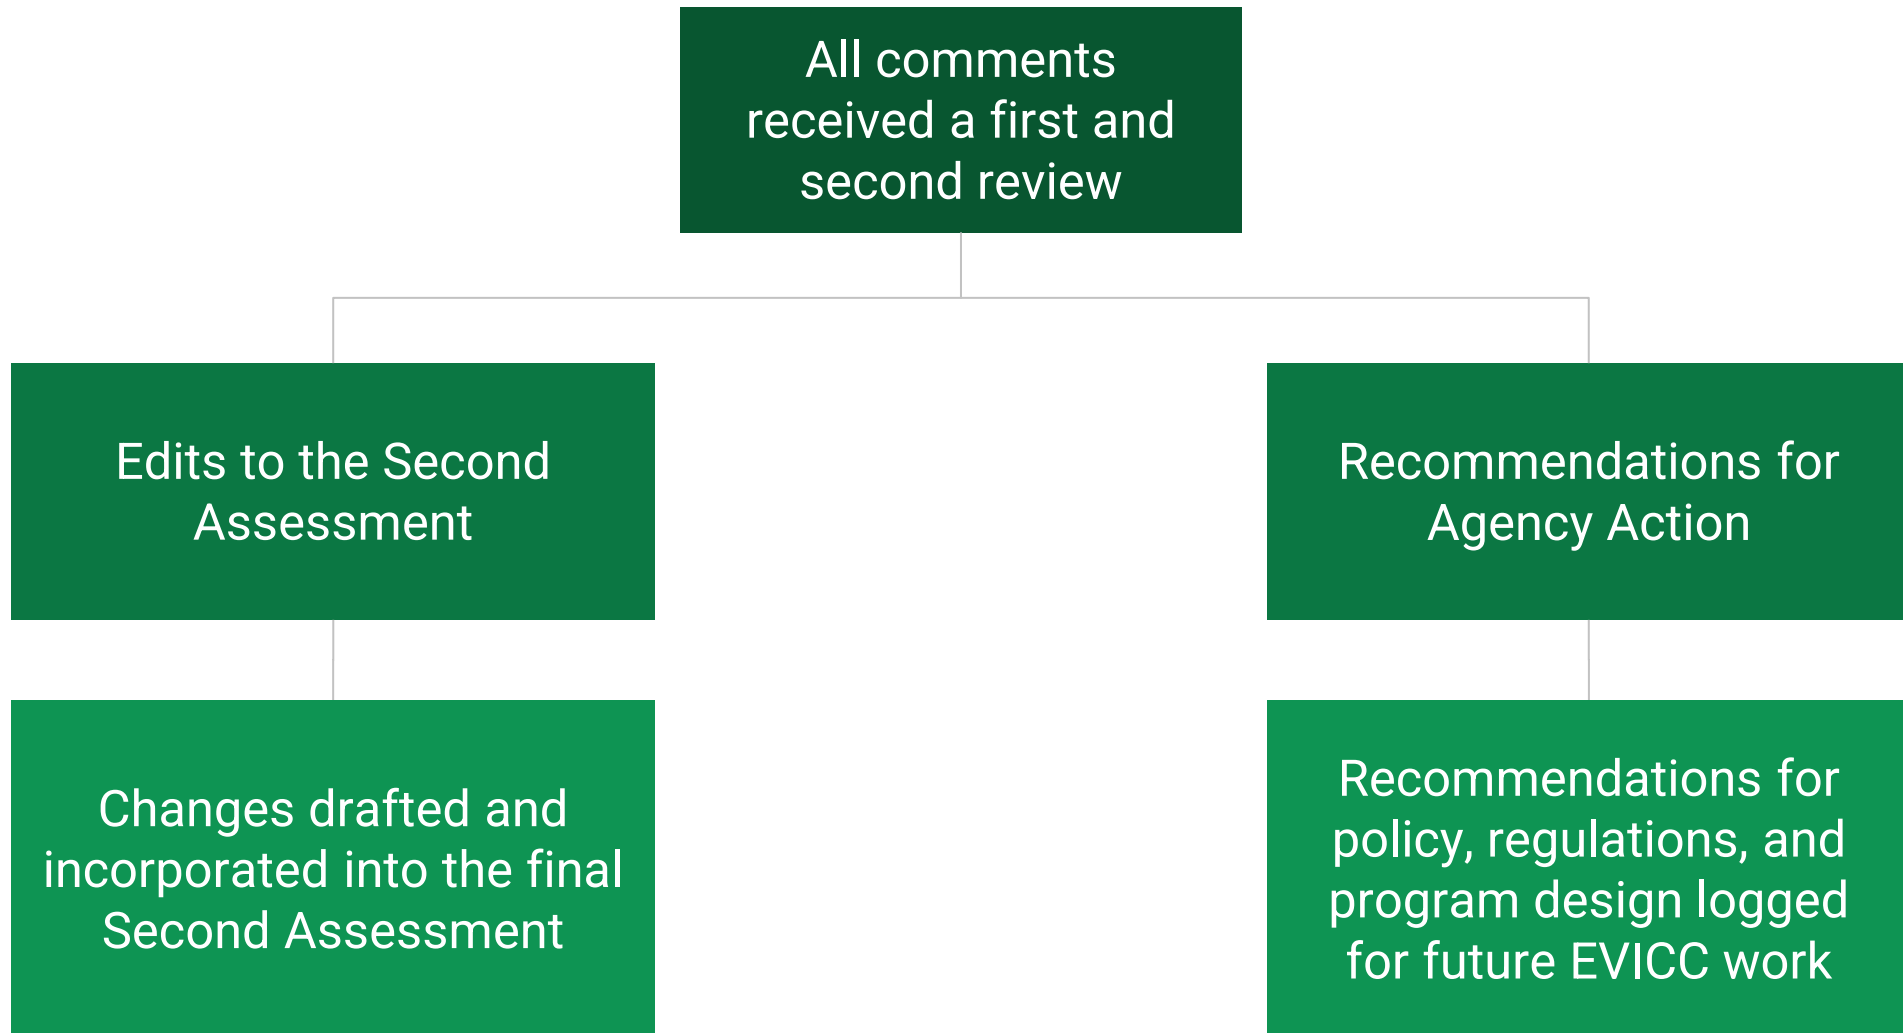 All comments
received a first and
second review
Edits to the Second
Assessment
Recommendations for
Agency Action
Changes drafted and
incorporated into the final
Second Assessment
Recommendations for
policy, regulations, and
program design logged
for future EVICC work